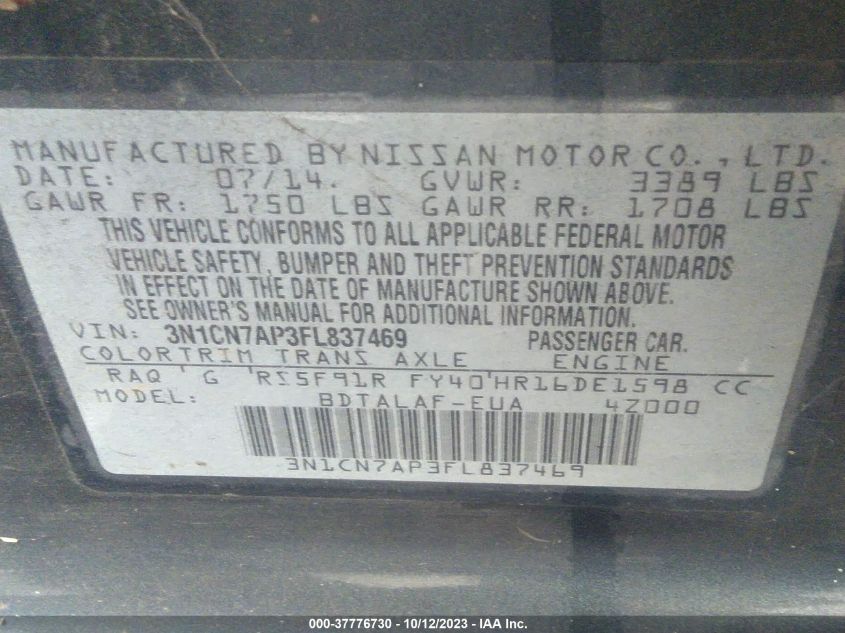 MANUFACTURED BY NISSAN MOTOR CO., LTD.
DATE: 07/14. GVWR: 3389 LBS
GAWR FR: 1750 LBS GAWR RR: 1708 LBS
THIS VEHICLE CONFORMS TO ALL APPLICABLE FEDERAL MOTOR
VEHICLE SAFETY, BUMPER AND THEFT PREVENTION STANDARDS
IN EFFECT ON THE DATE OF MANUFACTURE SHOWN ABOVE.
SEE OWNER'S MANUAL FOR ADDITIONAL INFORMATION.
VIN: 3N1CN7AP3FL837469 PASSENGER CAR.
COLOR TRIM TRANS AXLE ENGINE
RAQ ' G 'RS5F91R FY40'HR16DE1598 CC
MODEL: BDTALAF-EUA 4Z000
3N1CN7AP3FL837469
000-37776730 - 10/12/2023 - IAA Inc.